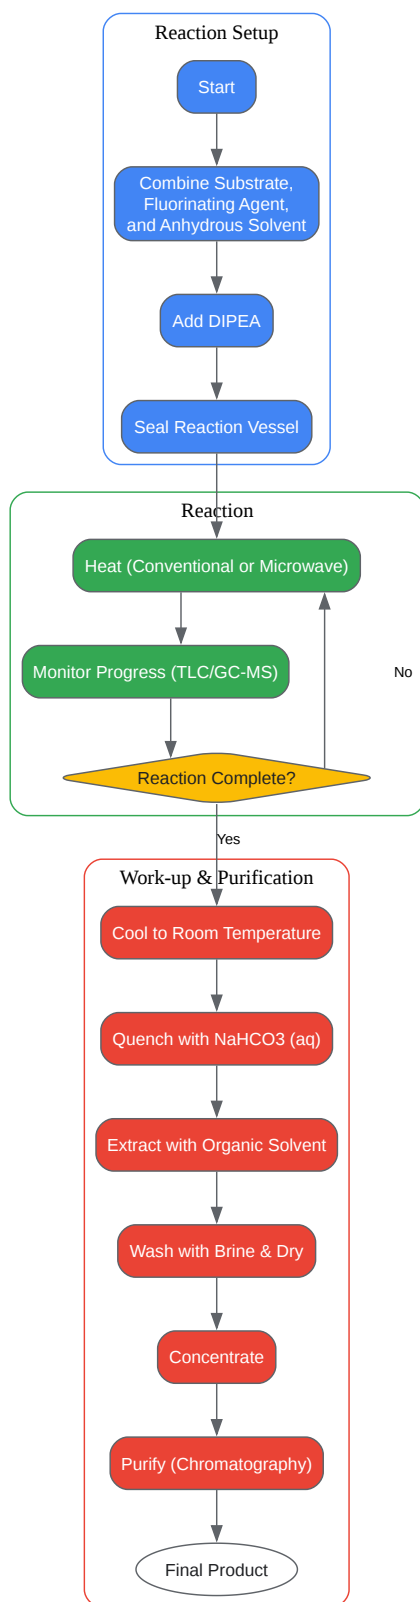 Reaction Setup
Start
Combine Substrate,
Fluorinating Agent,
and Anhydrous Solvent
Add DIPEA
Seal Reaction Vessel
Reaction
Heat (Conventional or Microwave)
Monitor Progress (TLC/GC-MS)
No
Reaction Complete?
Yes
Work-up & Purification
Cool to Room Temperature
Quench with NaHCO3 (aq)
Extract with Organic Solvent
Wash with Brine & Dry
Concentrate
Purify (Chromatography)
Final Product